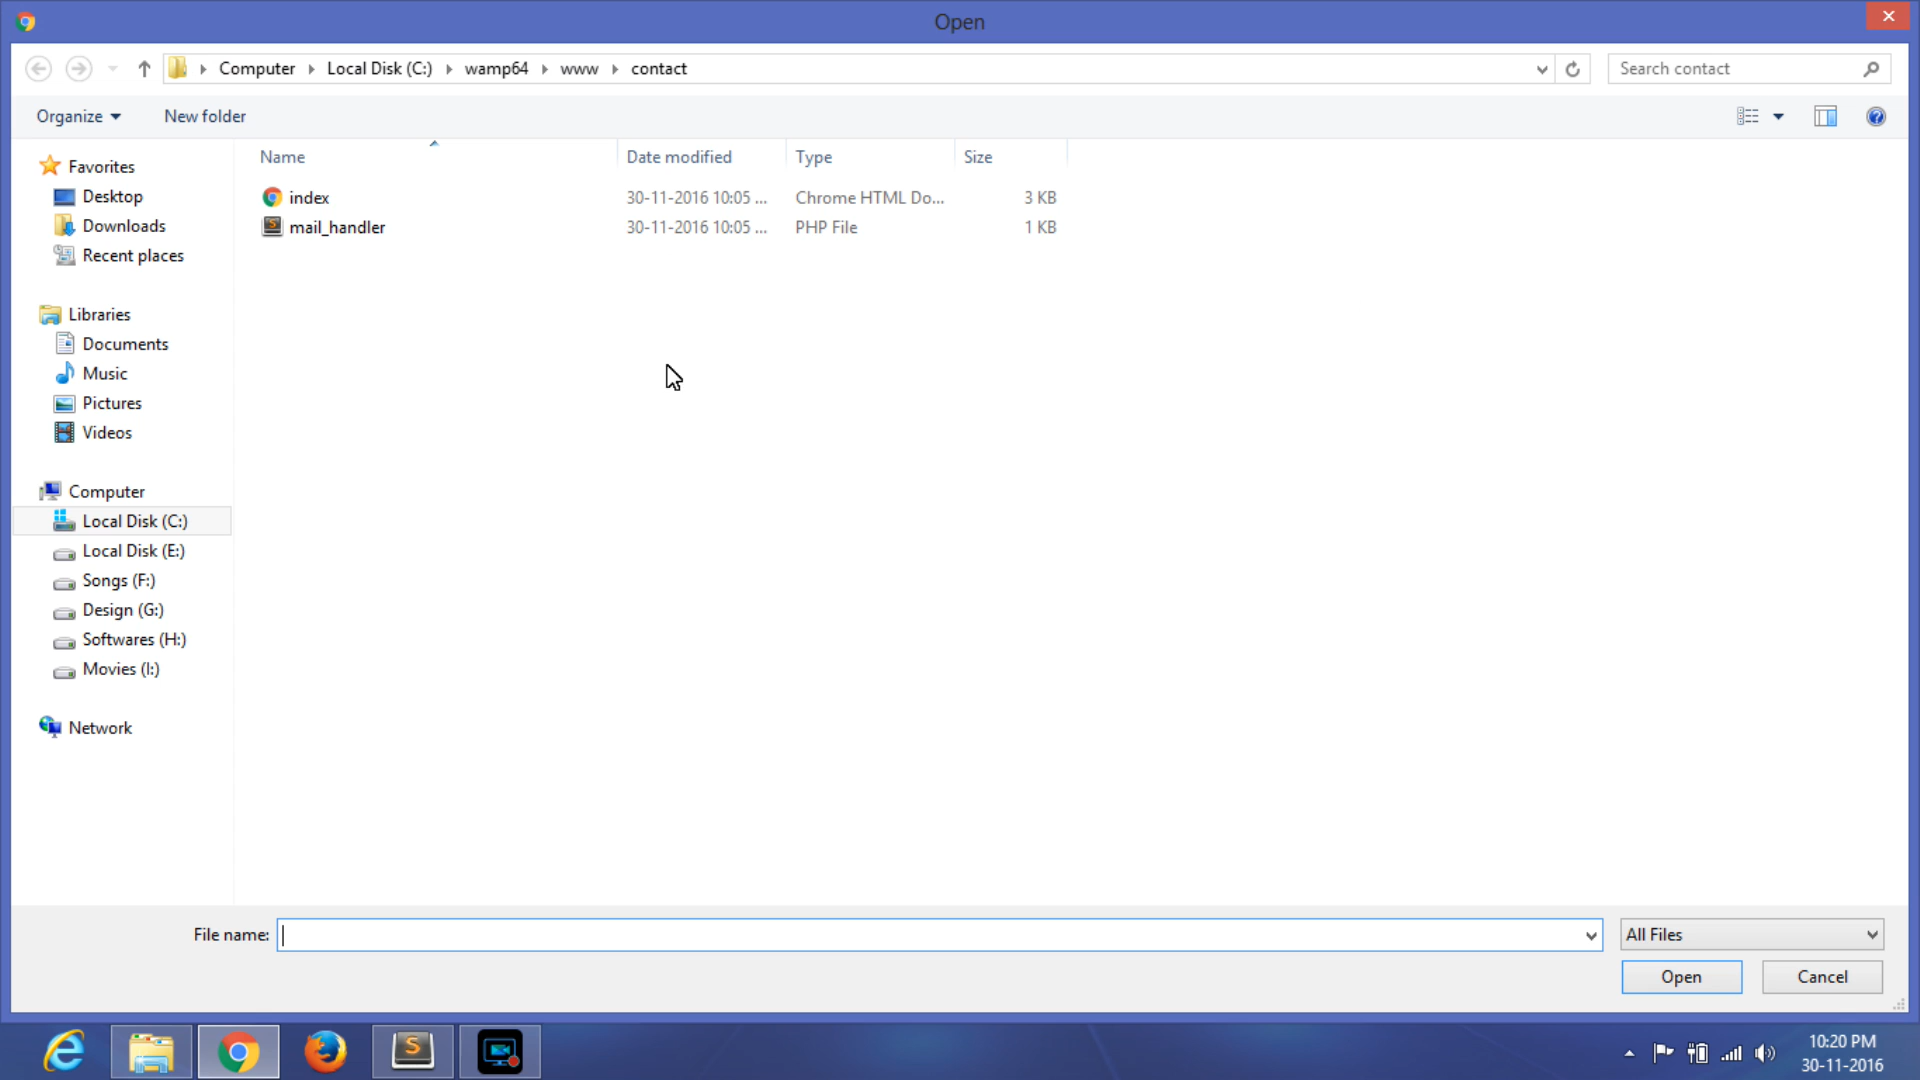 Open
Computer Local Disk (C:) wamp64 www contact
Search contact
Organize New folder
Name Date modified Type Size
index 30-11-2016 10:05 ... Chrome HTML Do... 3 KB
mail_handler 30-11-2016 10:05 ... PHP File 1 KB
Favorites
Desktop
Downloads
Recent places
Libraries
Documents
Music
Pictures
Videos
Computer
Local Disk (C:)
Local Disk (E:)
Songs (F:)
Design (G:)
Softwares (H:)
Movies (I:)
Network
File name: All Files
Open Cancel
10:20 PM
30-11-2016